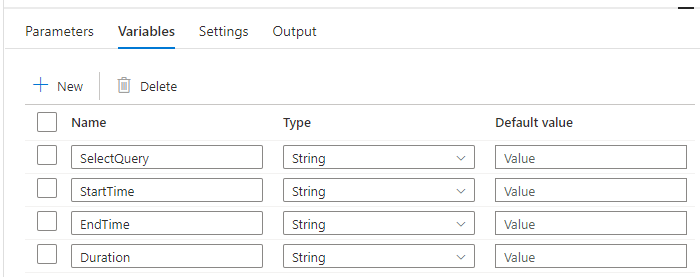 Parameters Variables Settings Output
New Delete
Name Type Default value
SelectQuery String Value
StartTime String Value
EndTime String Value
Duration String Value